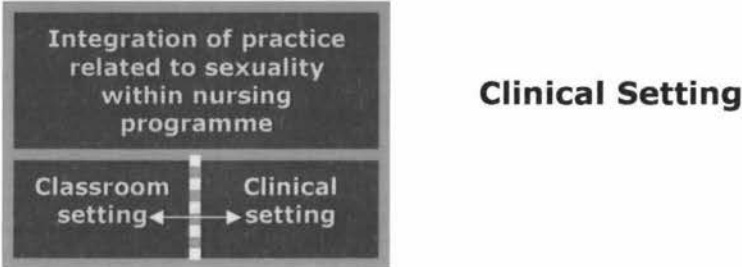 Integration of practice
related to sexuality
within nursing
programme
Classroom
setting
Clinical
setting
Clinical Setting